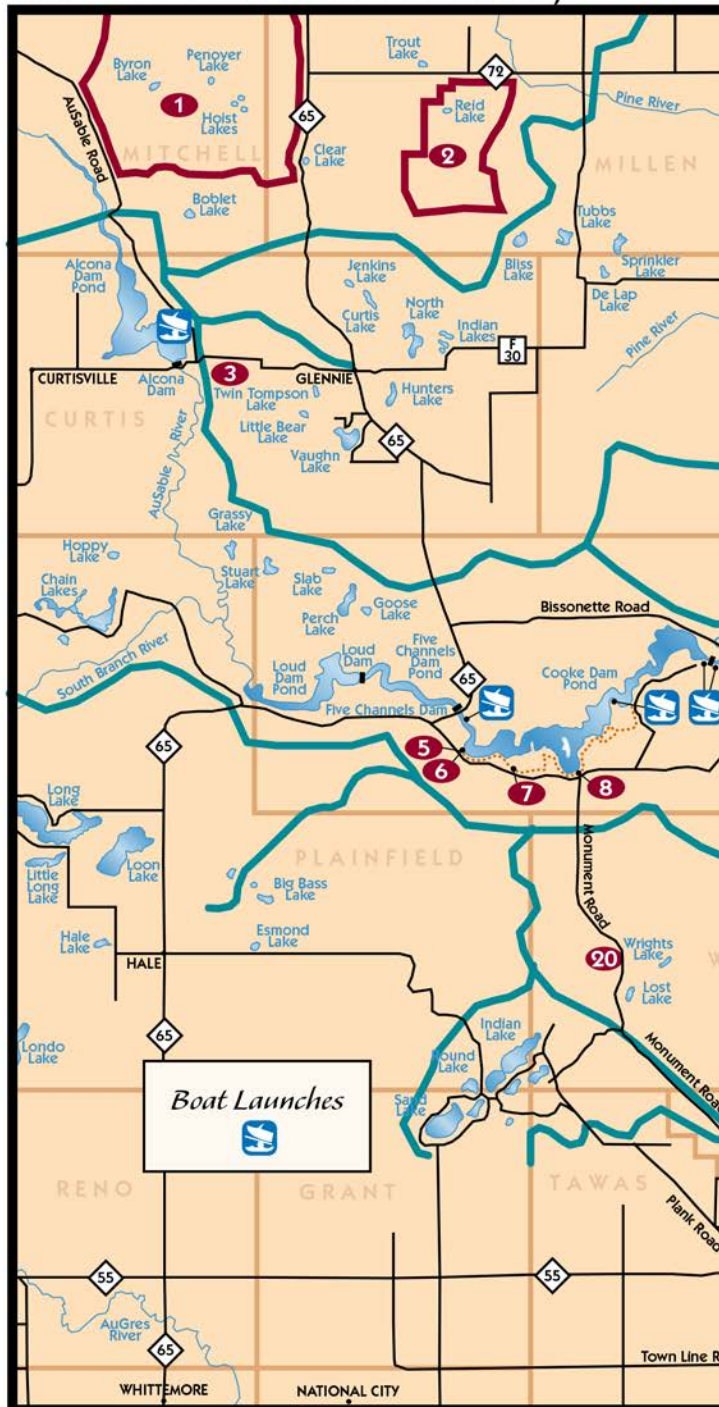 Byron
Lake
Penoyer
Lake
Trout
Lake
72
1
Hoist
Lakes
65
Reid
Lake
Pine River
AuSable Road
MITCHELL
Clear
Lake
2
MILLEN
Boblet
Lake
Tubbs
Lake
Alcona
Dam
Pond
Jenkins
Lake
Bliss
Lake
Sprinkler
Lake
Curtis
Lake
North
Lake
Indian
Lakes
De Lap
Lake
Pine River
F
30
CURTISVILLE
Alcona
Dam
3
GLENNIE
Twin Tompson
Lake
Hunters
Lake
CURTIS
Little Bear
Lake
65
Vaughn
Lake
AuSable River
Grassy
Lake
Hoppy
Lake
Stuart
Lake
Slab
Lake
Chain
Lakes
Perch
Lake
Goose
Lake
Bissonette Road
South Branch River
Loud
Dam
Pond
Loud
Dam
Five
Channels
Dam
Pond
65
Cooke Dam
Pond
Five Channels Dam
65
5
6
7
8
Long
Lake
Little
Long
Lake
Loon
Lake
PLAINFIELD
Monument Road
Big Bass
Lake
Hale
Lake
Esmond
Lake
HALE
20
Wrights
Lake
W
Lost
Lake
Londo
Lake
65
Indian
Lake
Round
Lake
Monument Road
Boat Launches
Sand
Lake
RENO
GRANT
TAWAS
Plank Road
55
55
AuGres
River
65
Town Line R
WHITTEMORE
NATIONAL CITY